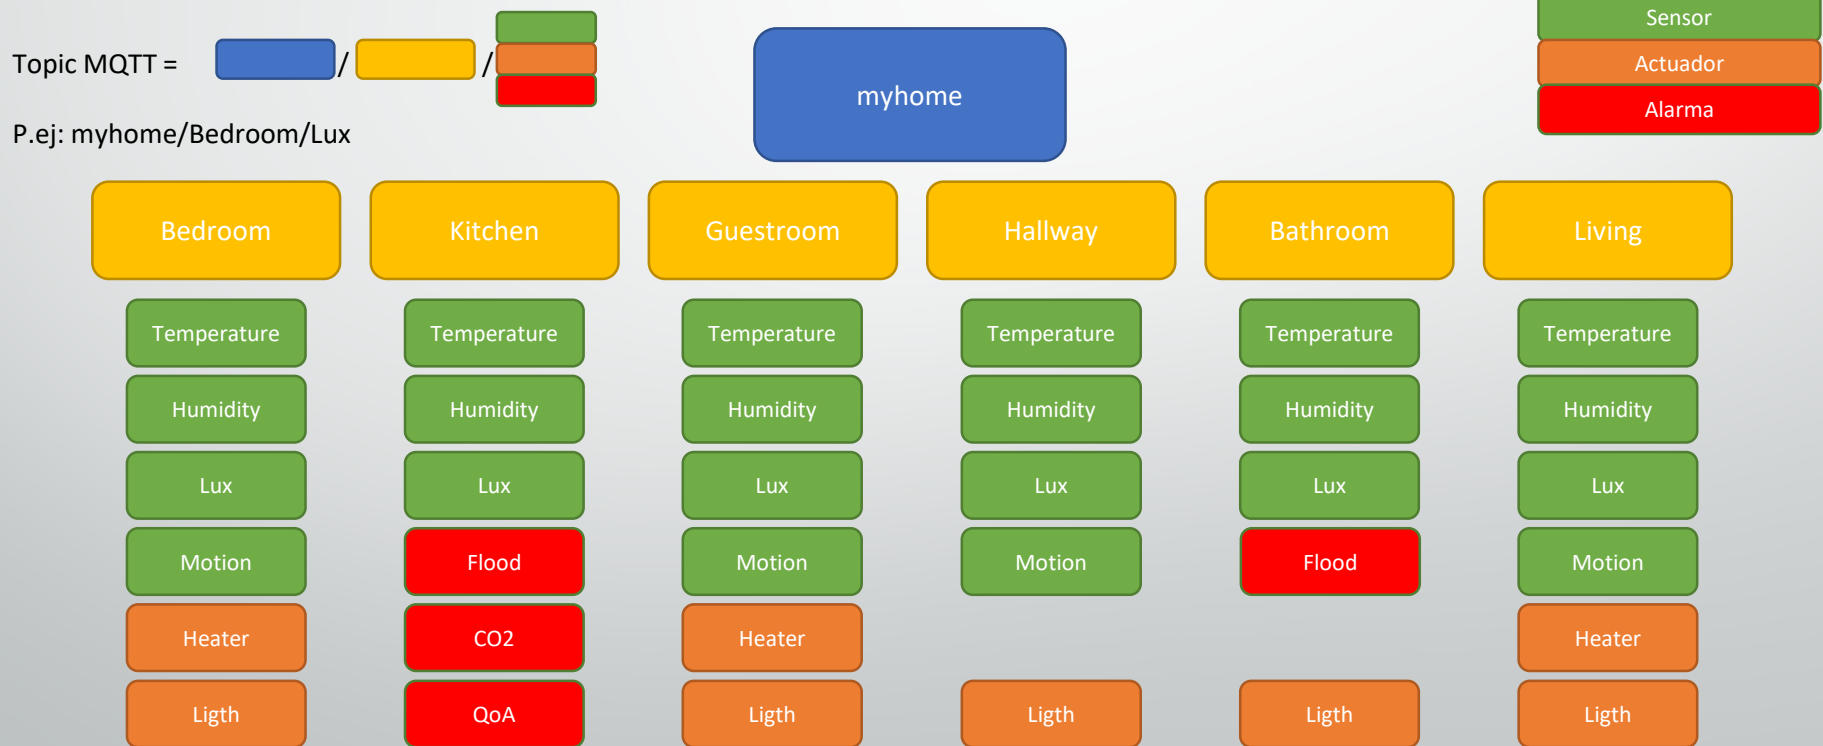 Topic MQTT = / /
P.ej: myhome/Bedroom/Lux
myhome
Sensor
Actuador
Alarma
Bedroom Kitchen Guestroom Hallway Bathroom Living
Temperature Temperature Temperature Temperature Temperature Temperature
Humidity Humidity Humidity Humidity Humidity Humidity
Lux Lux Lux Lux Lux Lux
Motion Flood Motion Motion Flood Motion
Heater CO2 Heater Heater
Ligth QoA Ligth Ligth Ligth Ligth